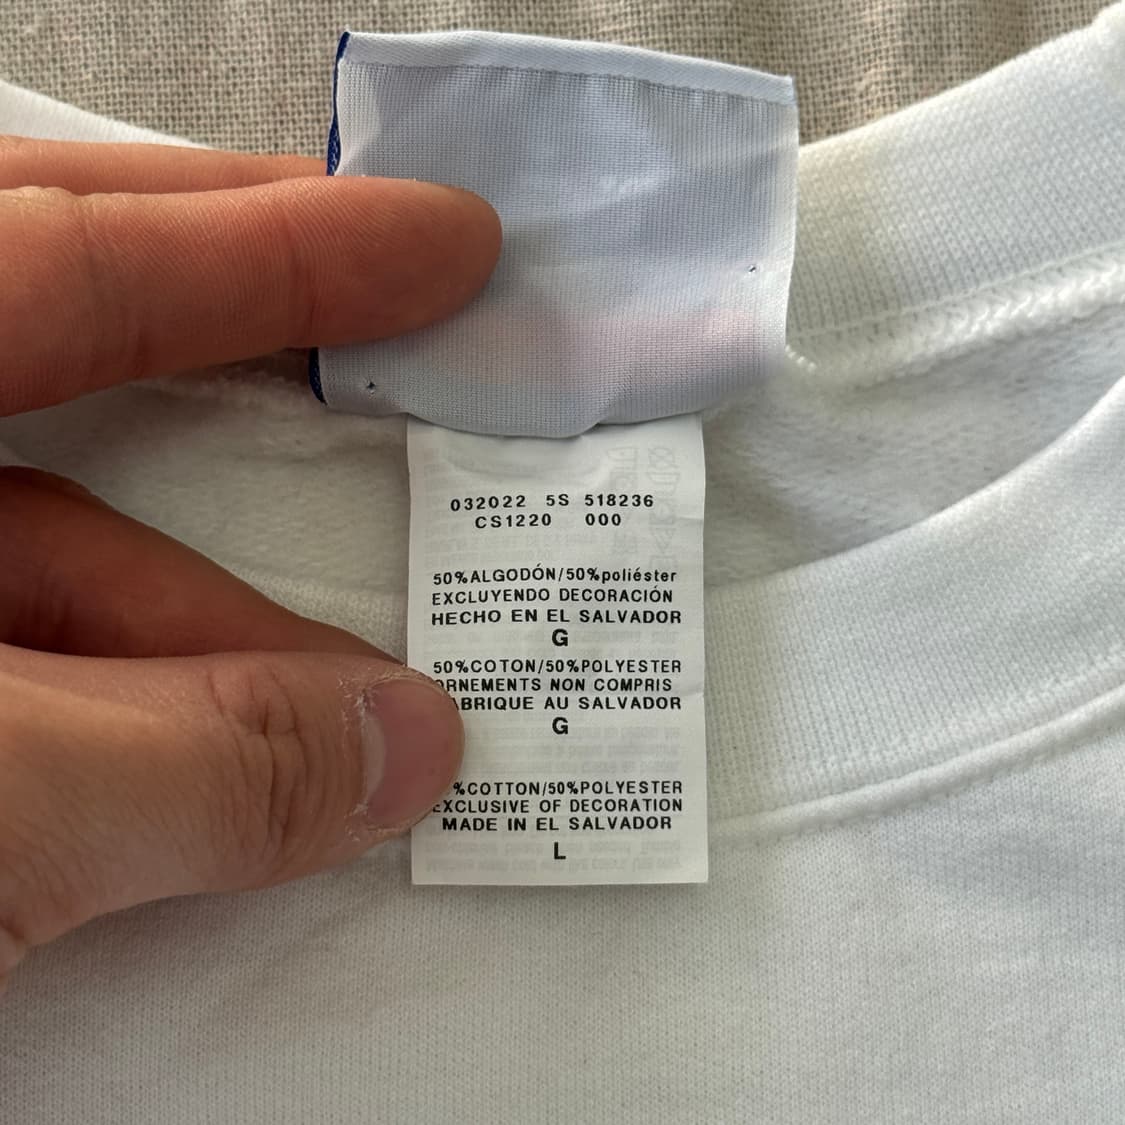 032022 5S 518236
CS1220 000
50%ALGODÓN/50%poliéster
EXCLUYENDO DECORACIÓN
HECHO EN EL SALVADOR
G
50%COTON/50%POLYESTER
ORNEMENTS NON COMPRIS
ABRIQUE AU SALVADOR
G
%COTTON/50%POLYESTER
EXCLUSIVE OF DECORATION
MADE IN EL SALVADOR
L